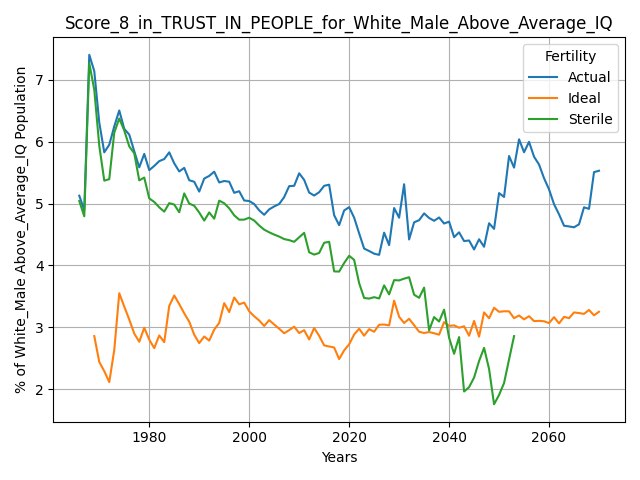 Score_8_in_TRUST_IN_PEOPLE_for_White_Male_Above_Average_IQ
% of White_Male Above_Average_IQ Population
7
6
5
4
3
2
Fertility
Actual
Ideal
Sterile
1980
2000
2020
2040
2060
Years